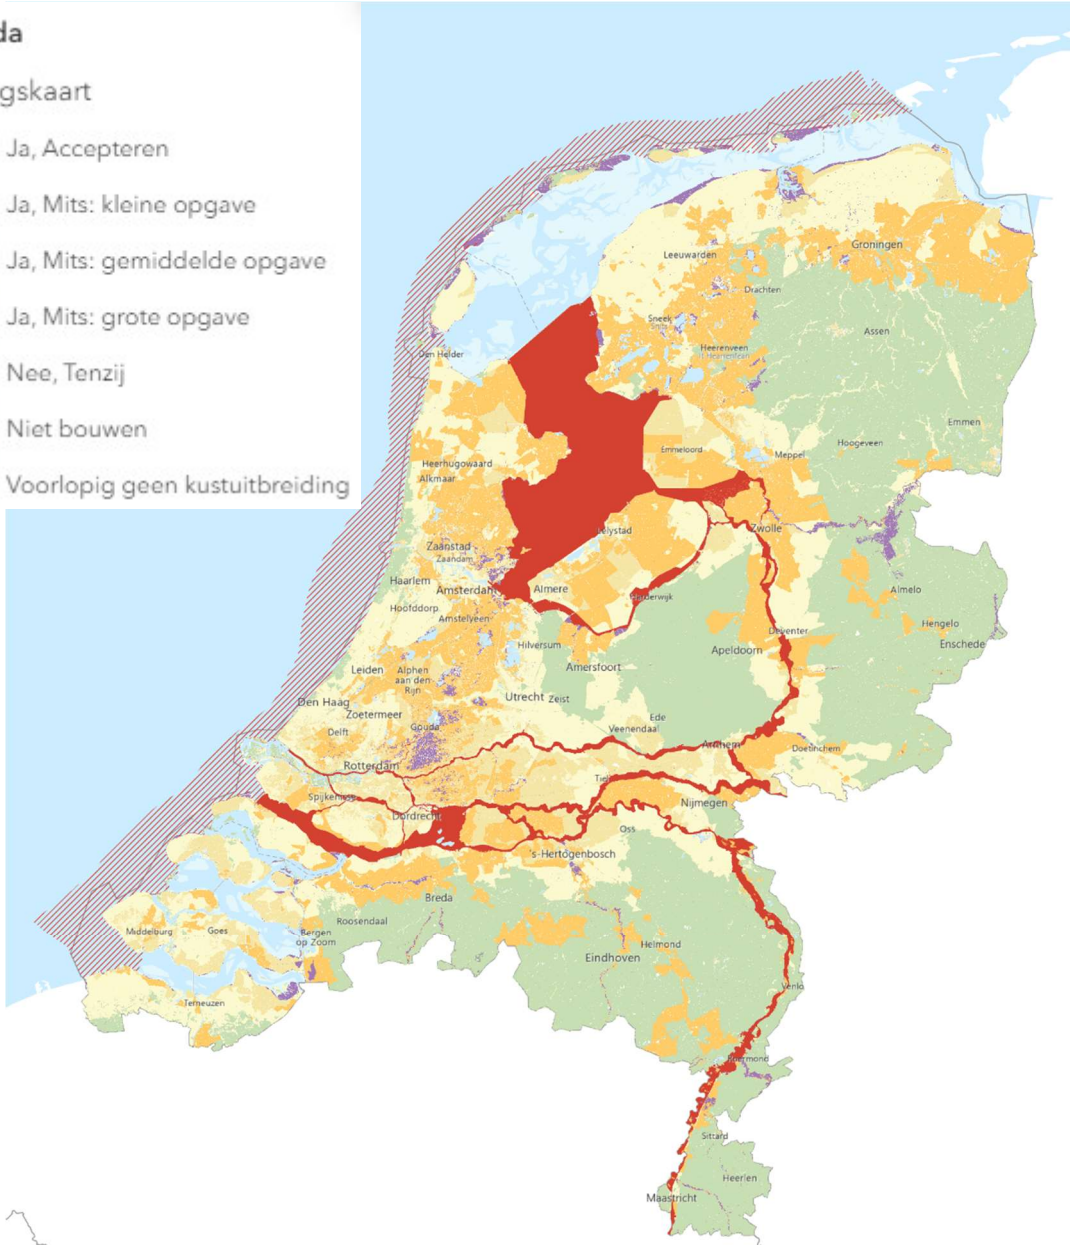 da
gskaart
Ja, Accepteren
Ja, Mits: kleine opgave
Ja, Mits: gemiddelde opgave
Ja, Mits: grote opgave
Nee, Tenzij
Niet bouwen
Voorlopig geen kustuitbreiding
Groningen
Leeuwarden
Drachten
Sneek
Snits
Assen
Heerenveen
't Hearrenfean
Den Helder
Emmen
Hoogeveen
Emmeloord
Meppel
Heerhugowaard
Alkmaar
Lelystad
Zwolle
Zaanstad
Zaandam
Haarlem
Amsterdam
Almere
Harderwijk
Almelo
Hoofddorp
Amstelveen
Deventer
Hengelo
Enschede
Hilversum
Apeldoorn
Amersfoort
Leiden
Alphen
aan den
Rijn
Utrecht
Zeist
Den Haag
Zoetermeer
Ede
Veenendaal
Gouda
Delft
Arnhem
Doetinchem
Rotterdam
Tiel
Spijkenisse
Nijmegen
Dordrecht
Oss
's-Hertogenbosch
Breda
Roosendaal
Middelburg
Goes
Bergen
op Zoom
Helmond
Eindhoven
Venlo
Terneuzen
Roermond
Sittard
Heerlen
Maastricht